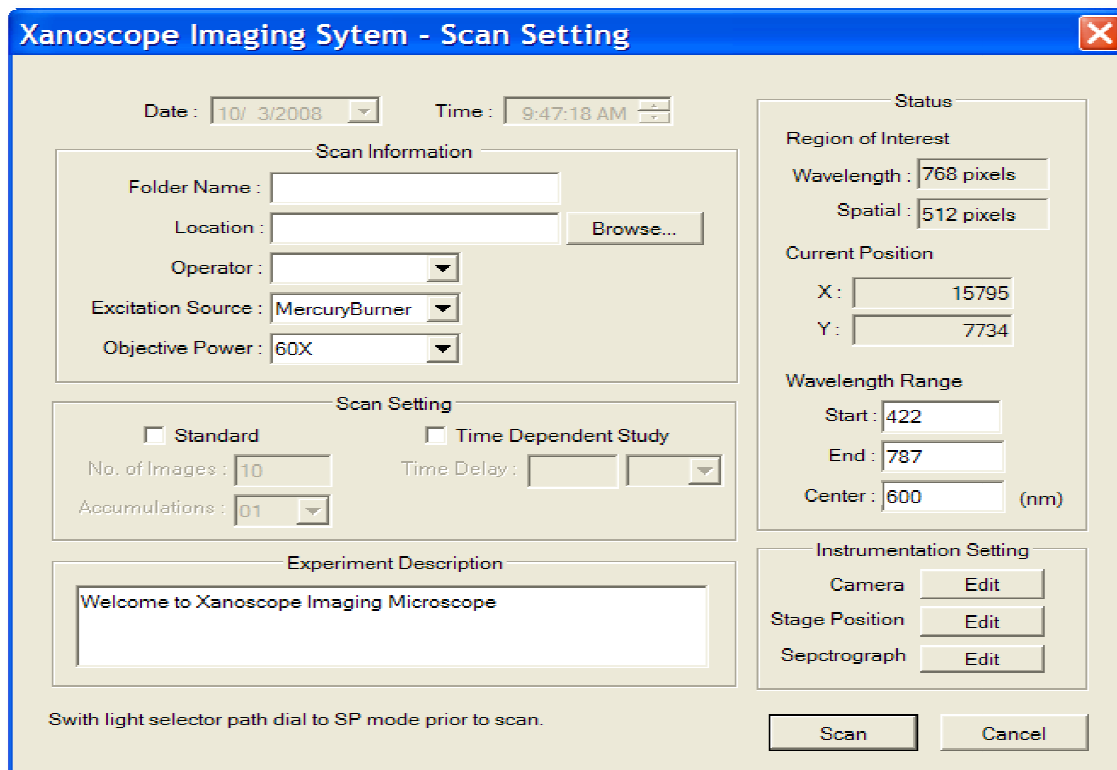 Xanoscope Imaging Sytem - Scan Setting
Date : 10/ 3/2008 Time : 9:47:18 AM
Scan Information
Folder Name :
Location : Browse...
Operator :
Excitation Source : MercuryBurner
Objective Power : 60X
Scan Setting
Standard Time Dependent Study
No. of Images : 10 Time Delay :
Accumulations : 01
Experiment Description
Welcome to Xanoscope Imaging Microscope
Swith light selector path dial to SP mode prior to scan.
Status
Region of Interest
Wavelength : 768 pixels
Spatial : 512 pixels
Current Position
X : 15795
Y : 7734
Wavelength Range
Start : 422
End : 787
Center : 600 (nm)
Instrumentation Setting
Camera Edit
Stage Position Edit
Sepctrograph Edit
Scan Cancel